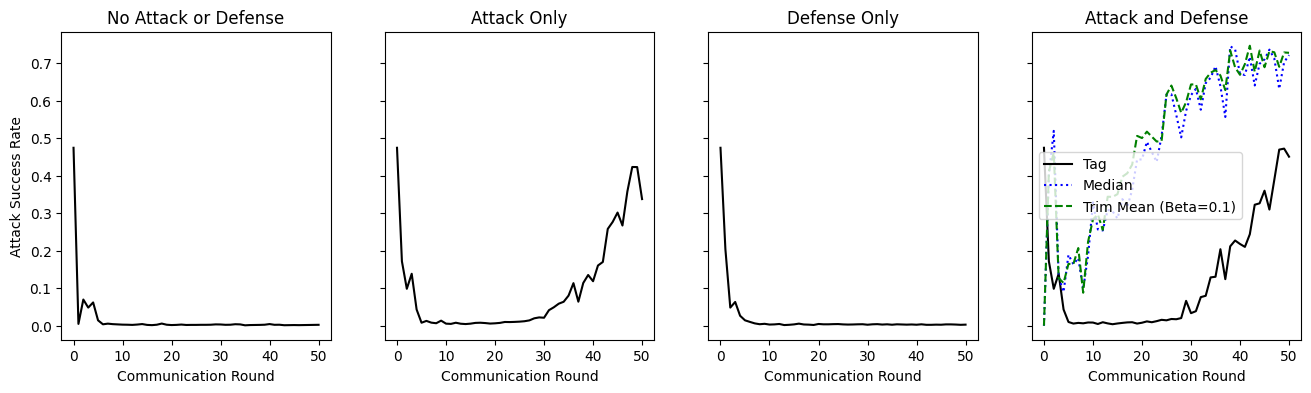 No Attack or Defense
Attack Only
Defense Only
Attack and Defense
Attack Success Rate
0.7
0.6
0.5
0.4
0.3
0.2
0.1
0.0
Tag
Median
Trim Mean (Beta=0.1)
0 10 20 30 40 50
0 10 20 30 40 50
0 10 20 30 40 50
0 10 20 30 40 50
Communication Round
Communication Round
Communication Round
Communication Round